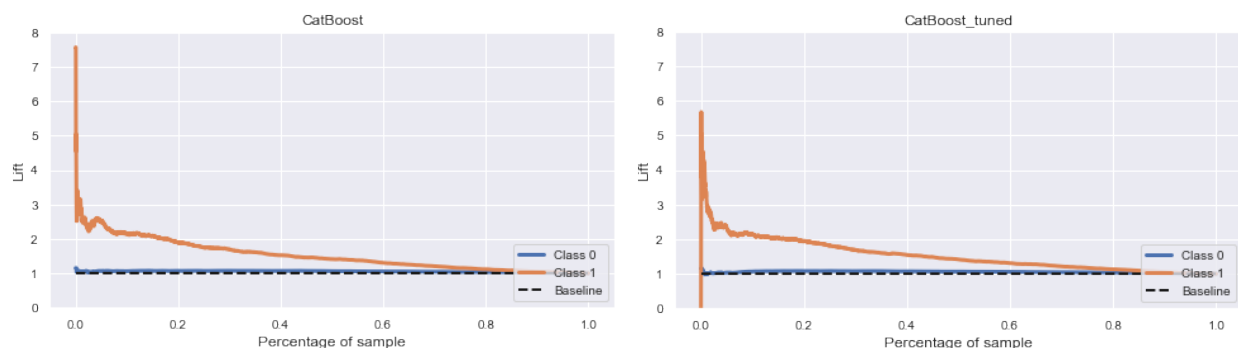 CatBoost
8
7
6
5
4
3
2
1
0
Lift
0.0 0.2 0.4 0.6 0.8 1.0
Percentage of sample
Class 0
Class 1
Baseline
CatBoost_tuned
8
7
6
5
4
3
2
1
0
Lift
0.0 0.2 0.4 0.6 0.8 1.0
Percentage of sample
Class 0
Class 1
Baseline